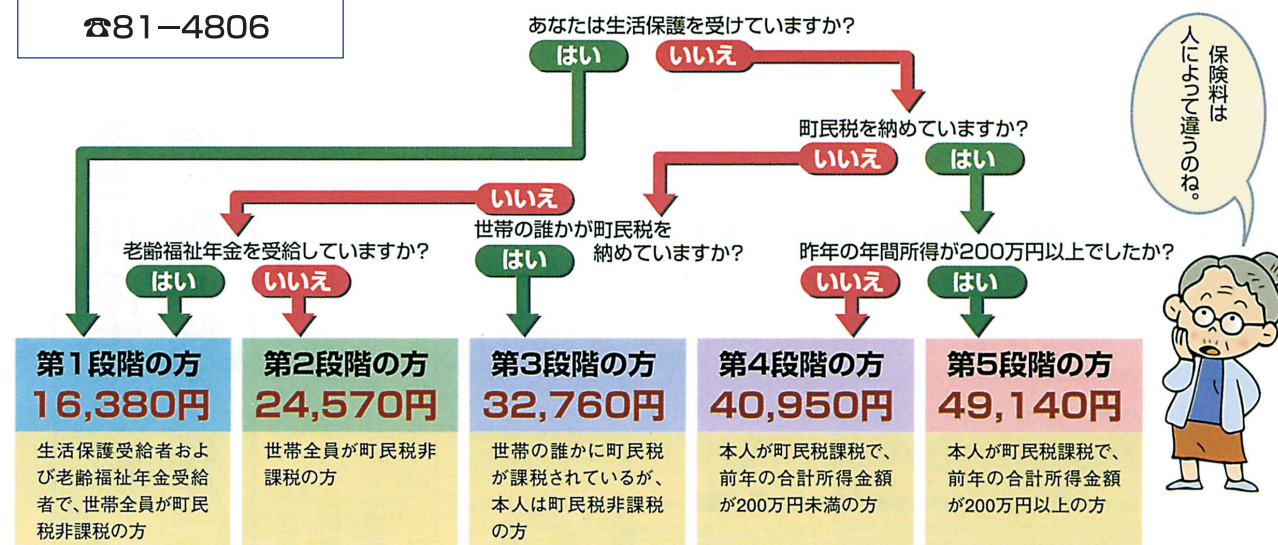 ☎81−4806
あなたは生活保護を受けていますか?
はい
いいえ
町民税を納めていますか?
いいえ
はい
いいえ
世帯の誰かが町民税を
納めていますか?
はい
老齢福祉年金を受給していますか?
はい
いいえ
昨年の年間所得が200万円以上でしたか?
いいえ
はい
保険料は
人によって違うのね。
第1段階の方
16,380円
生活保護受給者およ
び老齢福祉年金受給
者で、世帯全員が町民
税非課税の方
第2段階の方
24,570円
世帯全員が町民税非
課税の方
第3段階の方
32,760円
世帯の誰かに町民税
が課税されているが、
本人は町民税非課税
の方
第4段階の方
40,950円
本人が町民税課税で、
前年の合計所得金額
が200万円未満の方
第5段階の方
49,140円
本人が町民税課税で、
前年の合計所得金額
が200万円以上の方